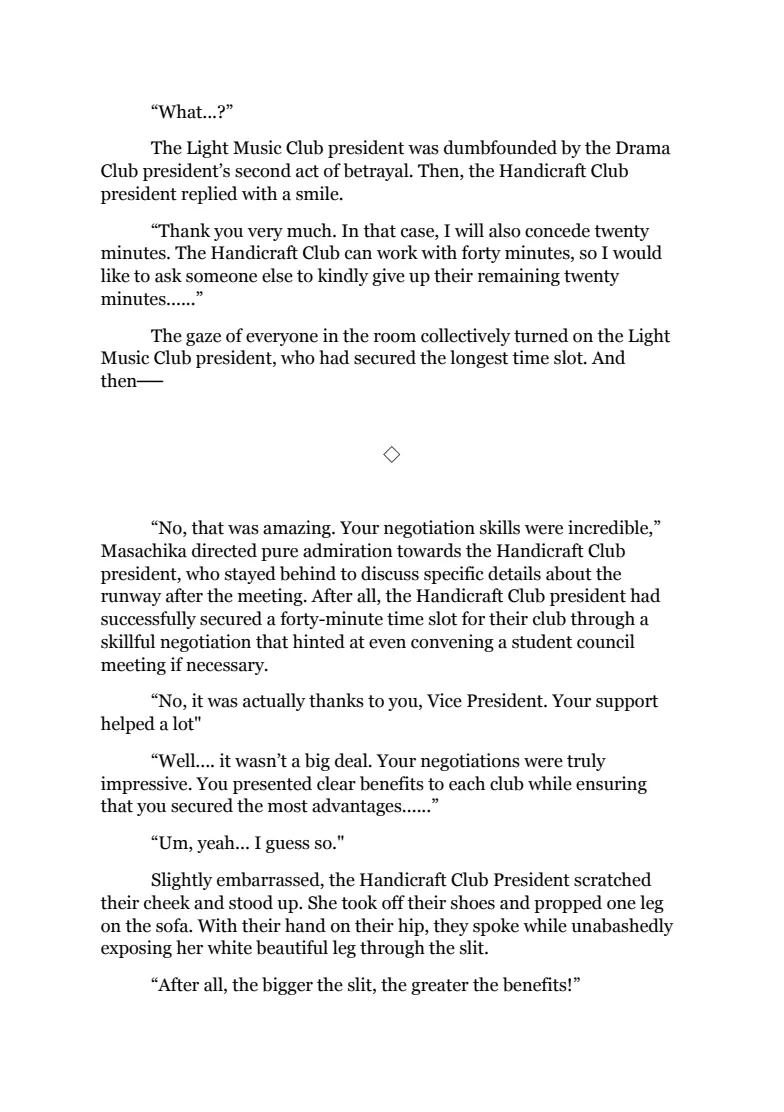 “What...?”
The Light Music Club president was dumbfounded by the Drama
Club president’s second act of betrayal. Then, the Handicraft Club
president replied with a smile.
“Thank you very much. In that case, I will also concede twenty
minutes. The Handicraft Club can work with forty minutes, so I would
like to ask someone else to kindly give up their remaining twenty
minutes......”
The gaze of everyone in the room collectively turned on the Light
Music Club president, who had secured the longest time slot. And
then──
◇
“No, that was amazing. Your negotiation skills were incredible,”
Masachika directed pure admiration towards the Handicraft Club
president, who stayed behind to discuss specific details about the
runway after the meeting. After all, the Handicraft Club president had
successfully secured a forty-minute time slot for their club through a
skillful negotiation that hinted at even convening a student council
meeting if necessary.
“No, it was actually thanks to you, Vice President. Your support
helped a lot"
“Well.... it wasn’t a big deal. Your negotiations were truly
impressive. You presented clear benefits to each club while ensuring
that you secured the most advantages......”
“Um, yeah... I guess so."
Slightly embarrassed, the Handicraft Club President scratched
their cheek and stood up. She took off their shoes and propped one leg
on the sofa. With their hand on their hip, they spoke while unabashedly
exposing her white beautiful leg through the slit.
“After all, the bigger the slit, the greater the benefits!”